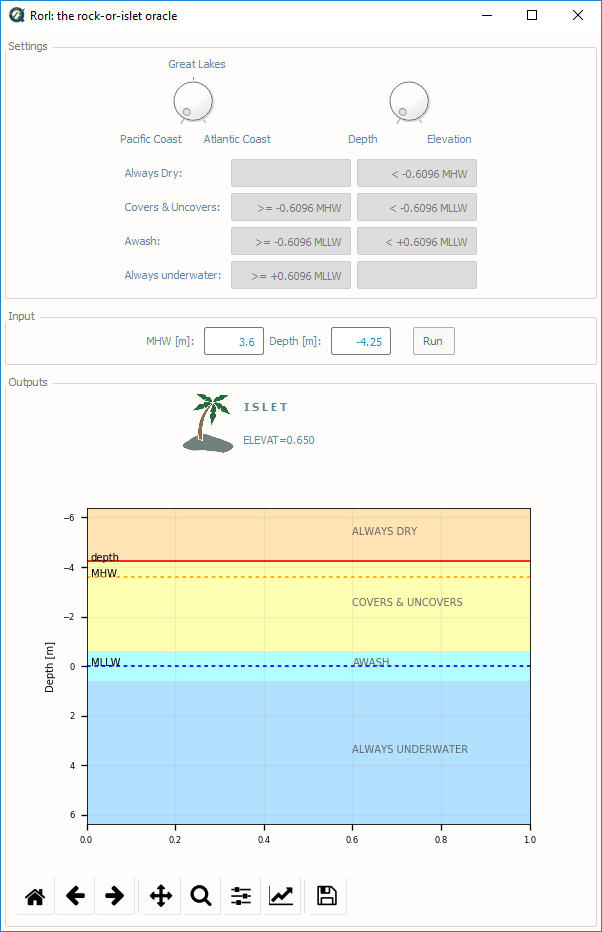 RorI: the rock-or-islet oracle
Settings
Great Lakes
Pacific Coast Atlantic Coast Depth Elevation
Always Dry: < -0.6096 MHW
Covers & Uncovers: >= -0.6096 MHW < -0.6096 MLLW
Awash: >= -0.6096 MLLW < +0.6096 MLLW
Always underwater: >= +0.6096 MLLW
Input
MHW [m]: 3.6 Depth [m]: -4.25 Run
Outputs
ISLET
ELEVAT=0.650
−6
ALWAYS DRY
depth
−4
MHW
COVERS & UNCOVERS
−2
Depth [m]
MLLW
0
AWASH
2
ALWAYS UNDERWATER
4
6
0.0 0.2 0.4 0.6 0.8 1.0